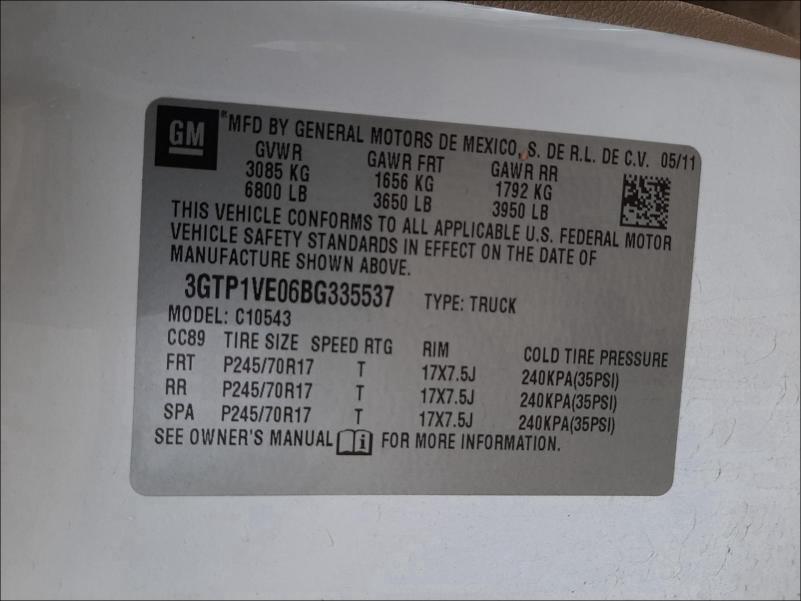 GM
*MFD BY GENERAL MOTORS DE MEXICO, S. DE R.L. DE C.V. 05/11
GVWR GAWR FRT GAWR RR
3085 KG 1656 KG 1792 KG
6800 LB 3650 LB 3950 LB
THIS VEHICLE CONFORMS TO ALL APPLICABLE U.S. FEDERAL MOTOR
VEHICLE SAFETY STANDARDS IN EFFECT ON THE DATE OF
MANUFACTURE SHOWN ABOVE.
3GTP1VE06BG335537 TYPE: TRUCK
MODEL: C10543
CC89 TIRE SIZE SPEED RTG RIM COLD TIRE PRESSURE
FRT P245/70R17 T 17X7.5J 240KPA(35PSI)
RR P245/70R17 T 17X7.5J 240KPA(35PSI)
SPA P245/70R17 T 17X7.5J 240KPA(35PSI)
SEE OWNER'S MANUAL i FOR MORE INFORMATION.